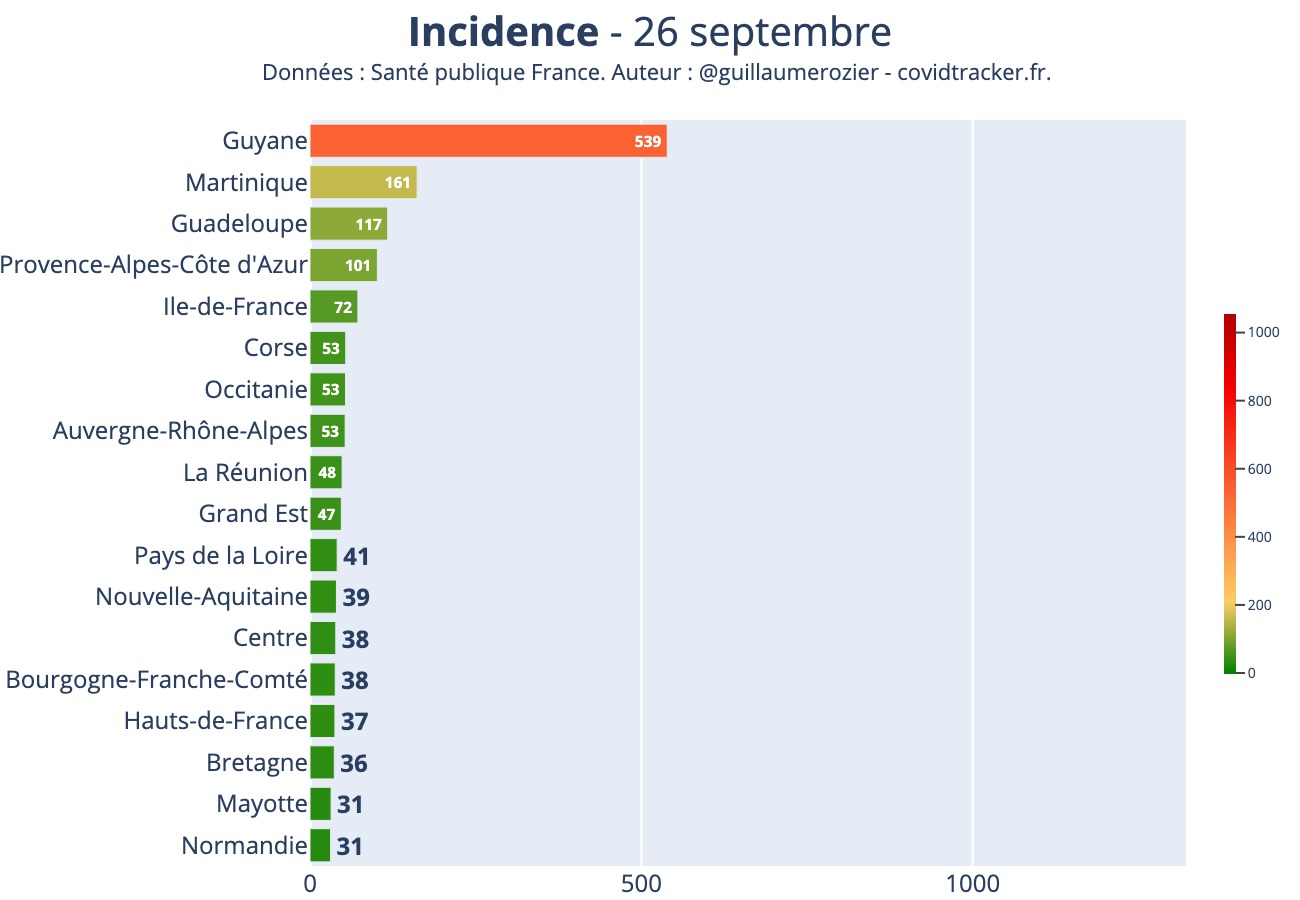 Incidence - 26 septembre
Données : Santé publique France. Auteur : @guillaumerozier - covidtracker.fr.
Guyane 539
Martinique 161
Guadeloupe 117
Provence-Alpes-Côte d'Azur 101
Ile-de-France 72
Corse 53
Occitanie 53
Auvergne-Rhône-Alpes 53
La Réunion 48
Grand Est 47
Pays de la Loire 41
Nouvelle-Aquitaine 39
Centre 38
Bourgogne-Franche-Comté 38
Hauts-de-France 37
Bretagne 36
Mayotte 31
Normandie 31
0 500 1000
1000
800
600
400
200
0